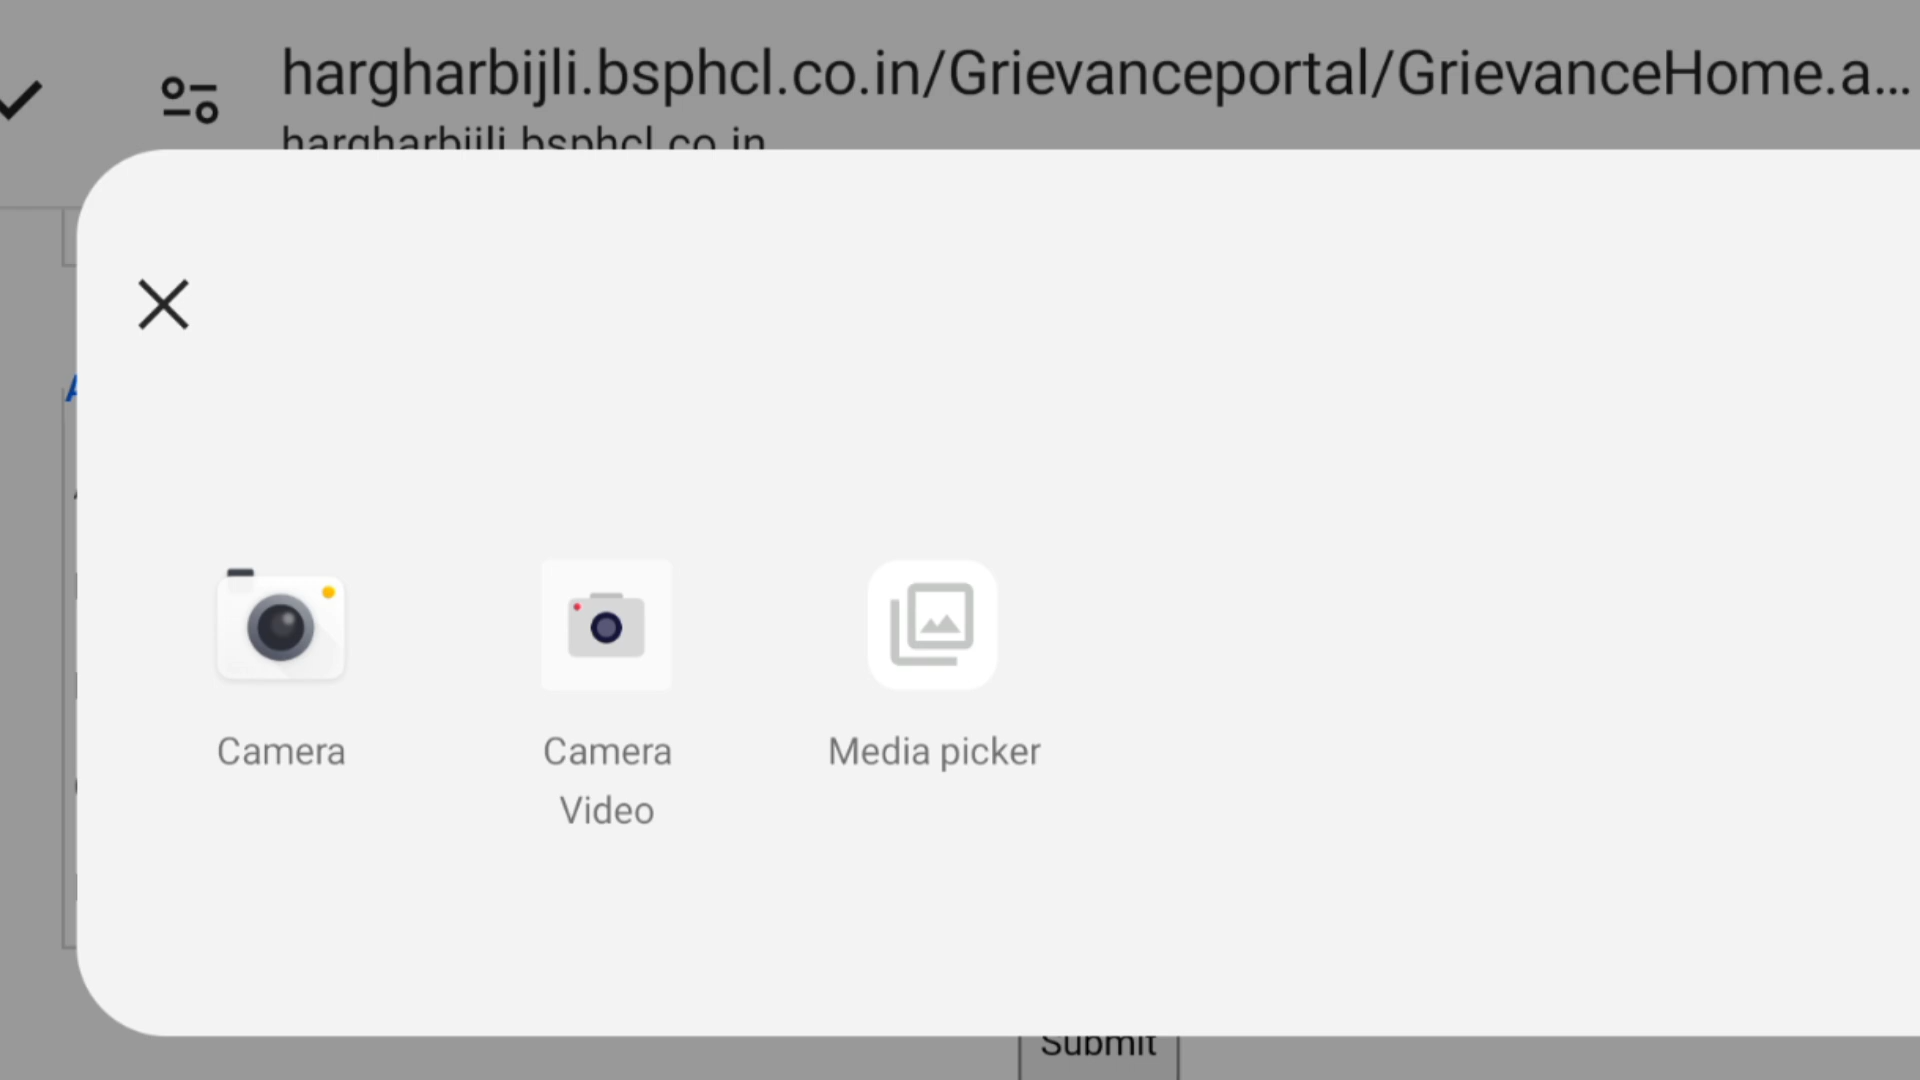 hargharbijli.bsphcl.co.in/Grievanceportal/GrievanceHome.a...
hargharbijli.bsphcl.co.in
Camera
Camera
Video
Media picker
Submit